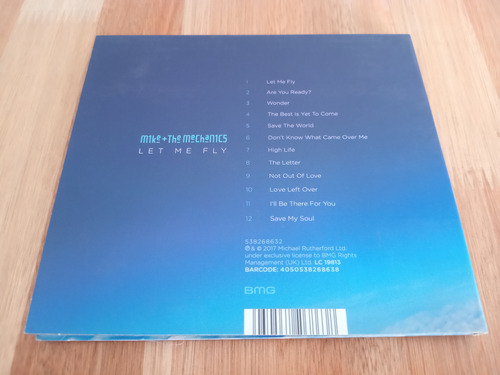 mike + The mechanics
LET ME FLY
1 Let Me Fly
2 Are You Ready?
3 Wonder
4 The Best Is Yet To Come
5 Save The World
6 Don't Know What Came Over Me
7 High Life
8 The Letter
9 Not Out Of Love
10 Love Left Over
11 I'll Be There For You
12 Save My Soul
538268632
℗ & © 2017 Michael Rutherford Ltd.
under exclusive license to BMG Rights
Management (UK) Ltd. LC 19813
BARCODE: 4050538268638
BMG